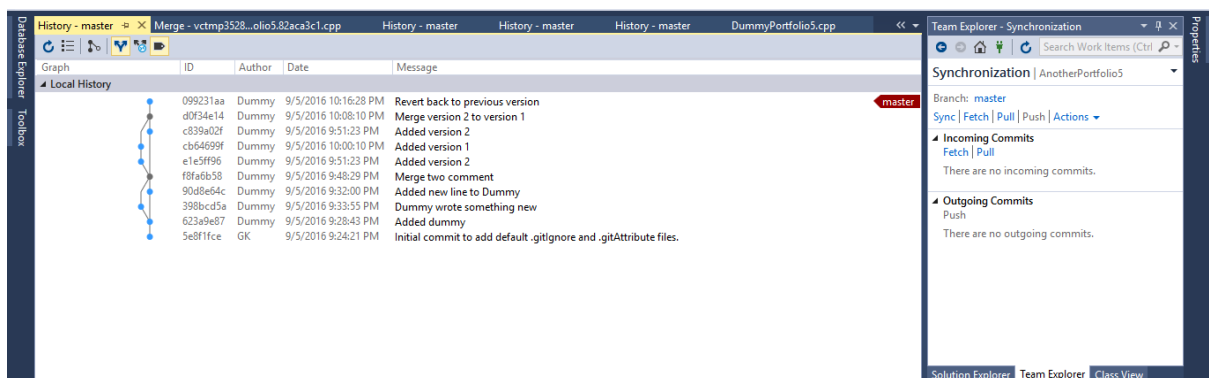 Database Explorer
Toolbox
History - master
Merge - vctmp3528...olio5.82aca3c1.cpp
History - master
History - master
History - master
DummyPortfolio5.cpp
Graph ID Author Date Message
Local History
099231aa Dummy 9/5/2016 10:16:28 PM Revert back to previous version master
d0f34e14 Dummy 9/5/2016 10:08:10 PM Merge version 2 to version 1
c839a02f Dummy 9/5/2016 9:51:23 PM Added version 2
cb64699f Dummy 9/5/2016 10:00:10 PM Added version 1
e1e5ff96 Dummy 9/5/2016 9:51:23 PM Added version 2
f8fa6b58 Dummy 9/5/2016 9:48:29 PM Merge two comment
90d8e64c Dummy 9/5/2016 9:32:00 PM Added new line to Dummy
398bcd5a Dummy 9/5/2016 9:33:55 PM Dummy wrote something new
623a9e87 Dummy 9/5/2016 9:28:43 PM Added dummy
5e8f1fce GK 9/5/2016 9:24:21 PM Initial commit to add default .gitIgnore and .gitAttribute files.
Team Explorer - Synchronization
Search Work Items (Ctrl
Synchronization | AnotherPortfolio5
Branch: master
Sync | Fetch | Pull | Push | Actions
Incoming Commits
Fetch | Pull
There are no incoming commits.
Outgoing Commits
Push
There are no outgoing commits.
Solution Explorer Team Explorer Class View
Properties